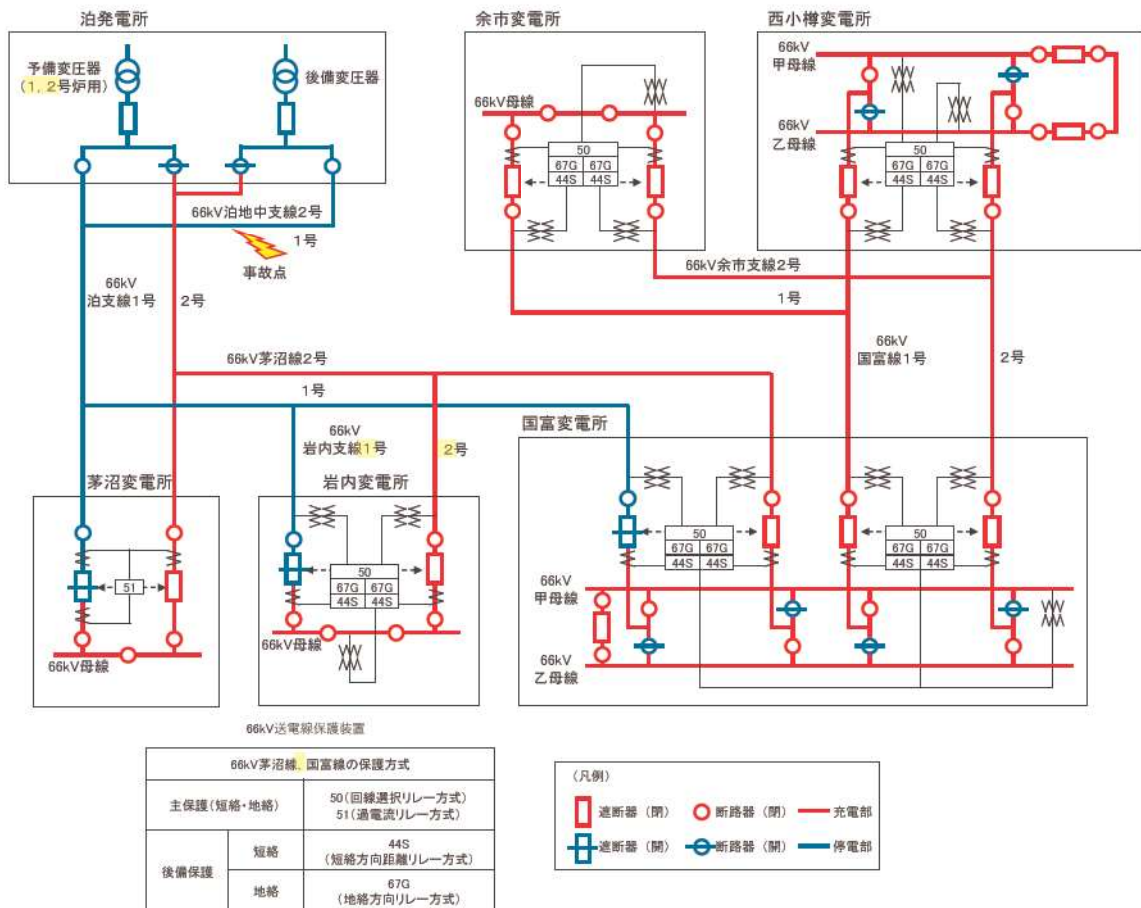 泊発電所
余市変電所
西小樽変電所
予備変圧器
(1, 2号炉用)
後備変圧器
66kV
甲母線
66kV
乙母線
66kV母線
50
67G 67G
44S 44S
50
67G 67G
44S 44S
66kV泊地中支線2号
1号
事故点
66kV余市支線2号
1号
66kV
泊支線1号
2号
66kV
国富線1号
2号
66kV茅沼線2号
1号
66kV
岩内支線1号
2号
国富変電所
茅沼変電所
岩内変電所
51
50
67G 67G
44S 44S
50
67G 67G
44S 44S
50
67G 67G
44S 44S
66kV
甲母線
66kV
乙母線
66kV母線
66kV母線
66kV送電線保護装置
66kV茅沼線、国富線の保護方式
主保護(短絡・地絡)
50(回線選択リレー方式)
51(過電流リレー方式)
後備保護
短絡
44S
(短絡方向距離リレー方式)
地絡
67G
(地絡方向リレー方式)
(凡例)
遮断器(閉) 断路器(閉) 充電部
遮断器(開) 断路器(開) 停電部